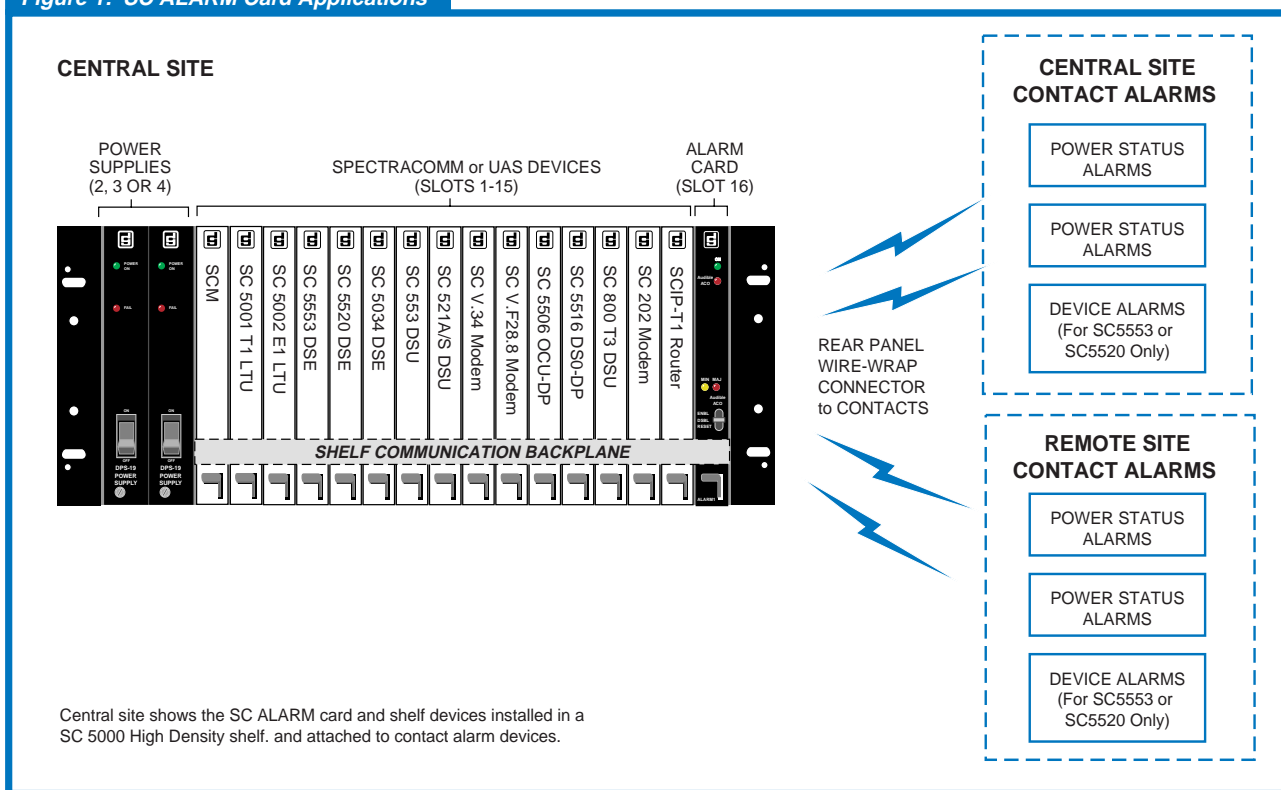 Figure 1. SC ALARM Card Applications
CENTRAL SITE
POWER
SUPPLIES
(2, 3 OR 4)
SPECTRACOMM or UAS DEVICES
(SLOTS 1-15)
ALARM
CARD
(SLOT 16)
POWER
ON
FAIL
ON
OFF
DPS-19
POWER
SUPPLY
POWER
ON
FAIL
ON
OFF
DPS-19
POWER
SUPPLY
SCM
SC 5001 T1 LTU
SC 5002 E1 LTU
SC 5553 DSE
SC 5520 DSE
SC 5034 DSE
SC 553 DSU
SC 521A/S DSU
SC V.34 Modem
SC V.F28.8 Modem
SC 5506 OCU-DP
SC 5516 DS0-DP
SC 800 T3 DSU
SC 202 Modem
SCIP-T1 Router
Audible
ACO
MIN MAJ
Audible
ACO
ENBL
DSBL
RESET
ALARM1
SHELF COMMUNICATION BACKPLANE
REAR PANEL
WIRE-WRAP
CONNECTOR
to CONTACTS
CENTRAL SITE
CONTACT ALARMS
POWER STATUS
ALARMS
POWER STATUS
ALARMS
DEVICE ALARMS
(For SC5553 or
SC5520 Only)
REMOTE SITE
CONTACT ALARMS
POWER STATUS
ALARMS
POWER STATUS
ALARMS
DEVICE ALARMS
(For SC5553 or
SC5520 Only)
Central site shows the SC ALARM card and shelf devices installed in a
SC 5000 High Density shelf. and attached to contact alarm devices.